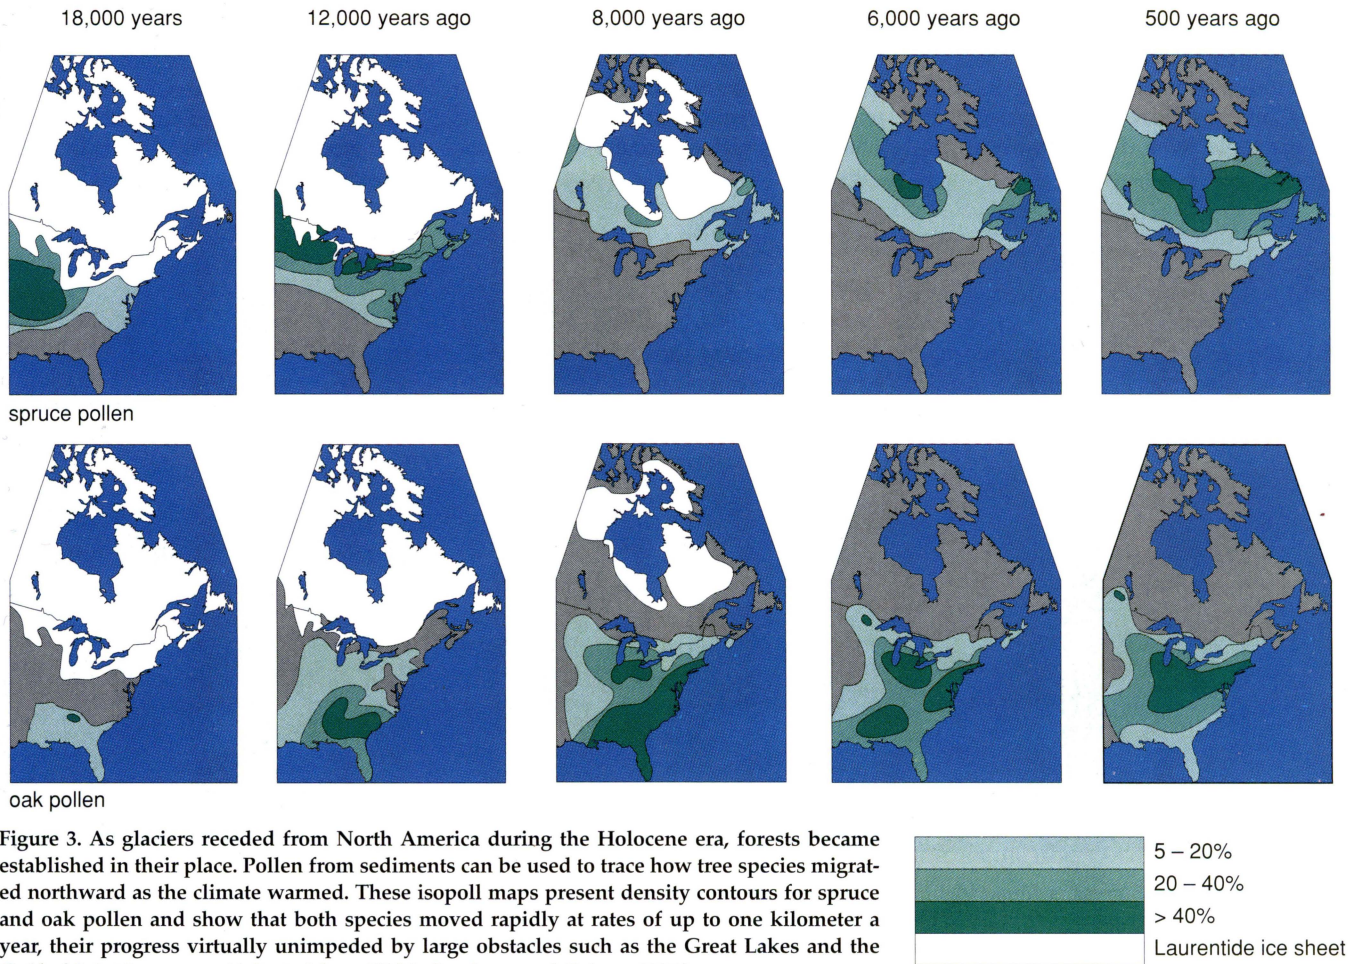 18,000 years
12,000 years ago
8,000 years ago
6,000 years ago
500 years ago
spruce pollen
oak pollen
Figure 3. As glaciers receded from North America during the Holocene era, forests became
established in their place. Pollen from sediments can be used to trace how tree species migrat-
ed northward as the climate warmed. These isopoll maps present density contours for spruce
and oak pollen and show that both species moved rapidly at rates of up to one kilometer a
year, their progress virtually unimpeded by large obstacles such as the Great Lakes and the
5 – 20%
20 – 40%
> 40%
Laurentide ice sheet